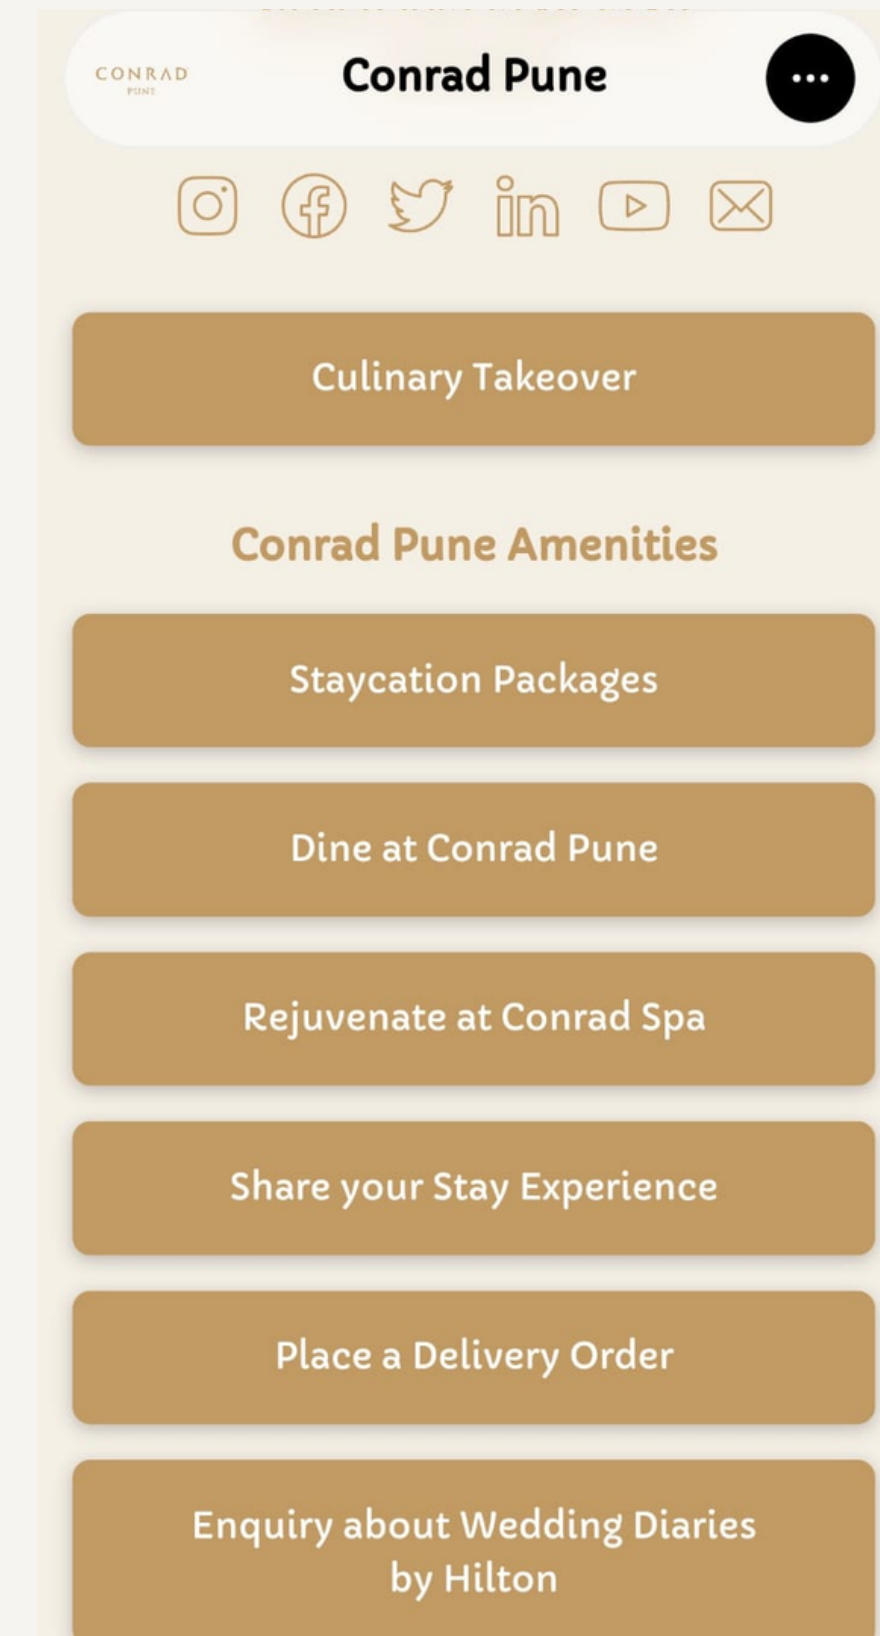 CONRAD
PUNE
Conrad Pune
Culinary Takeover
Conrad Pune Amenities
Staycation Packages
Dine at Conrad Pune
Rejuvenate at Conrad Spa
Share your Stay Experience
Place a Delivery Order
Enquiry about Wedding Diaries
by Hilton